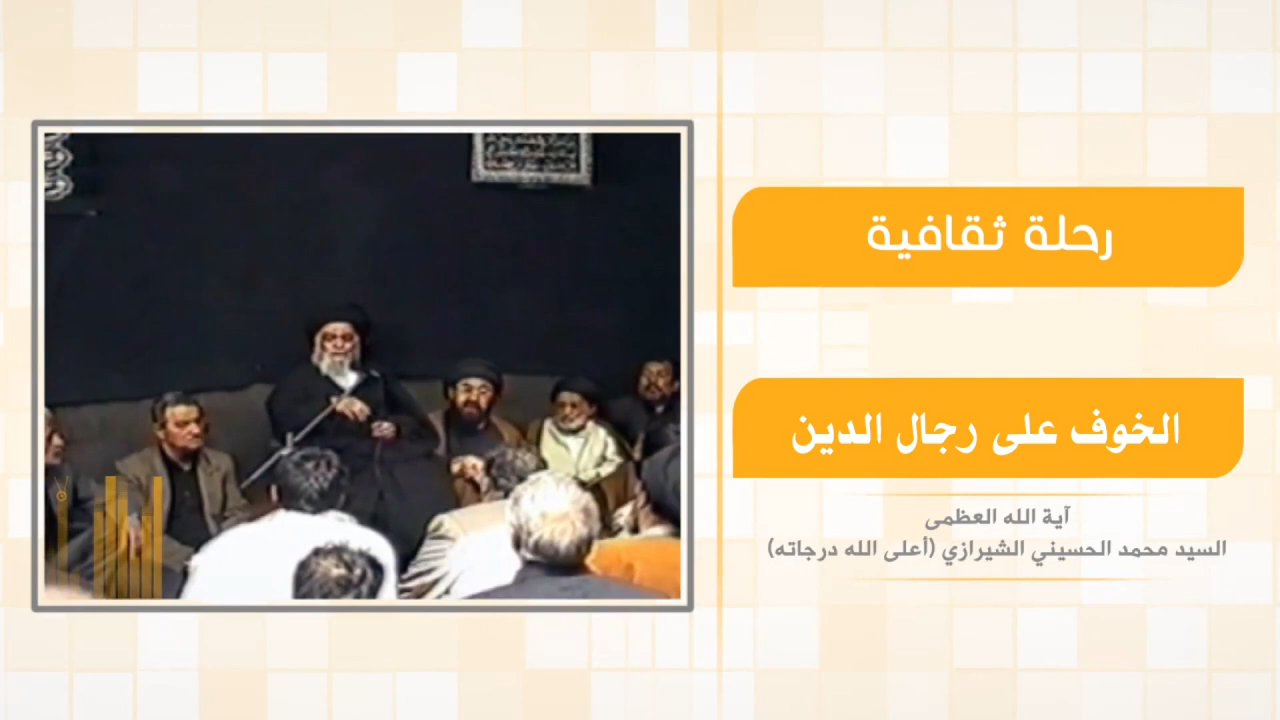 رحلة ثقافية
الخوف على رجال الدين
آية الله العظمى
السيد محمد الحسيني الشيرازي (أعلى الله درجاته)